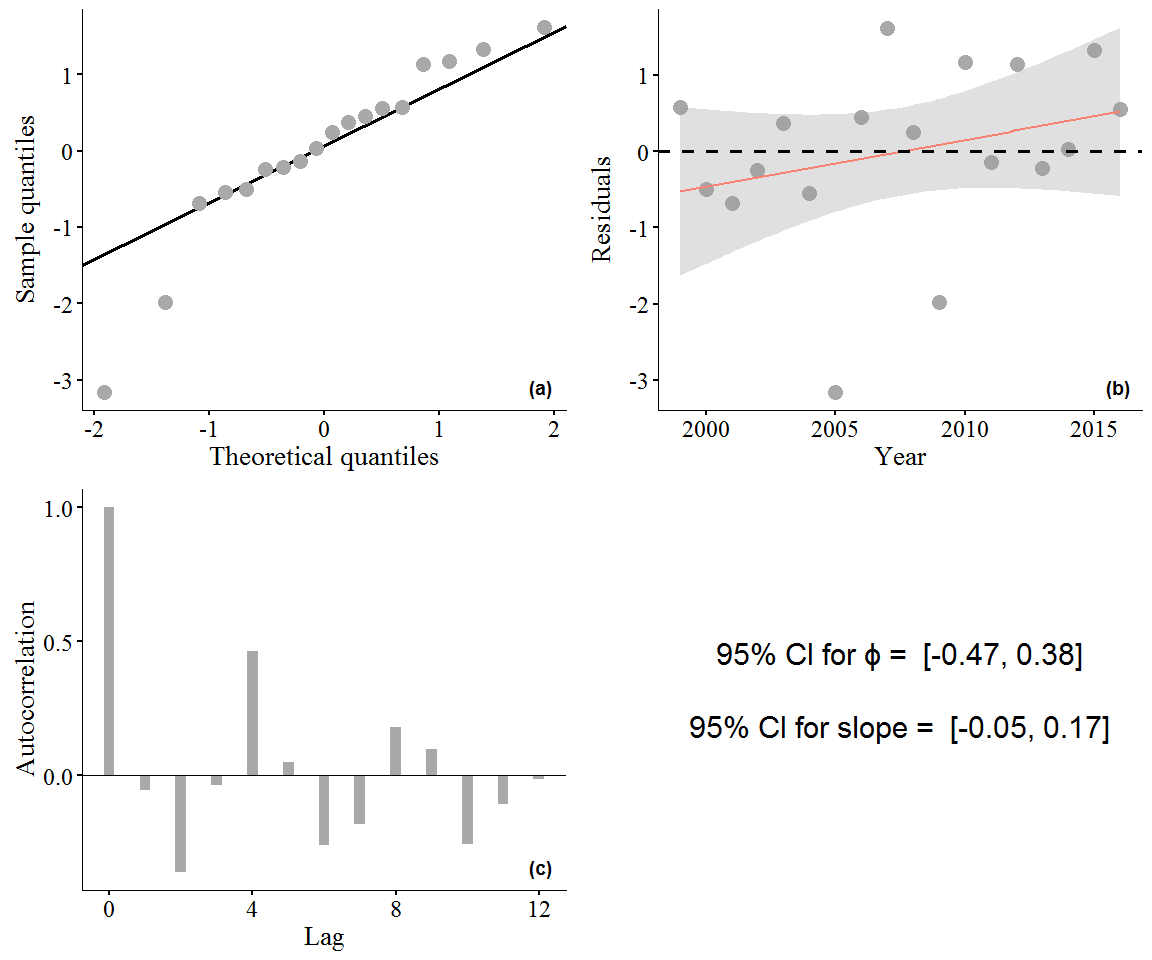 1
0
-1
-2
-3
Sample quantiles
-2 -1 0 1 2
Theoretical quantiles
(a)
1
0
-1
-2
-3
Residuals
2000 2005 2010 2015
Year
(b)
1.0
0.5
0.0
Autocorrelation
0 4 8 12
Lag
(c)
95% CI for ϕ = [-0.47, 0.38]
95% CI for slope = [-0.05, 0.17]